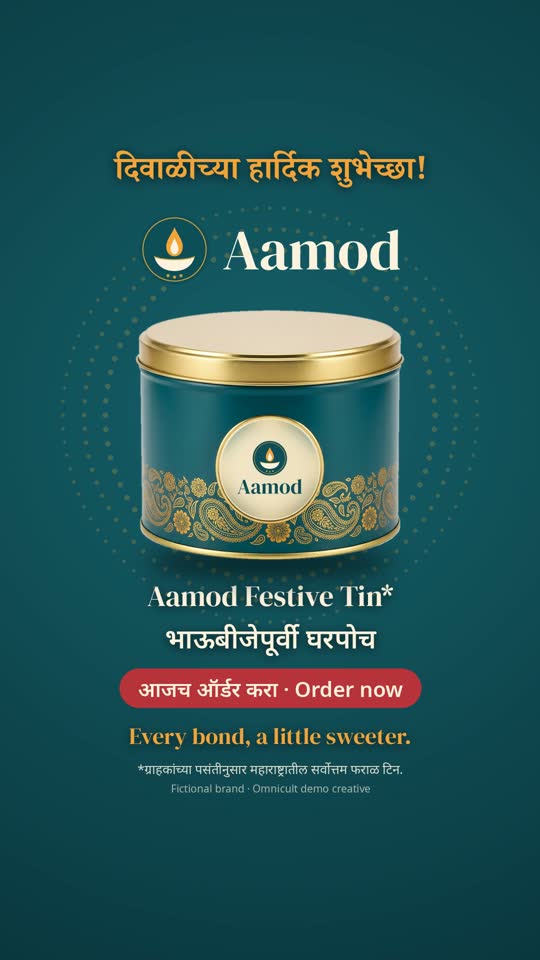 दिवाळीच्या हार्दिक शुभेच्छा!
Aamod
Aamod
Aamod Festive Tin*
भाऊबीजेपूर्वी घरपोच
आजच ऑर्डर करा · Order now
Every bond, a little sweeter.
*ग्राहकांच्या पसंतीनुसार महाराष्ट्रातील सर्वोत्तम फराळ टिन.
Fictional brand · Omnicult demo creative